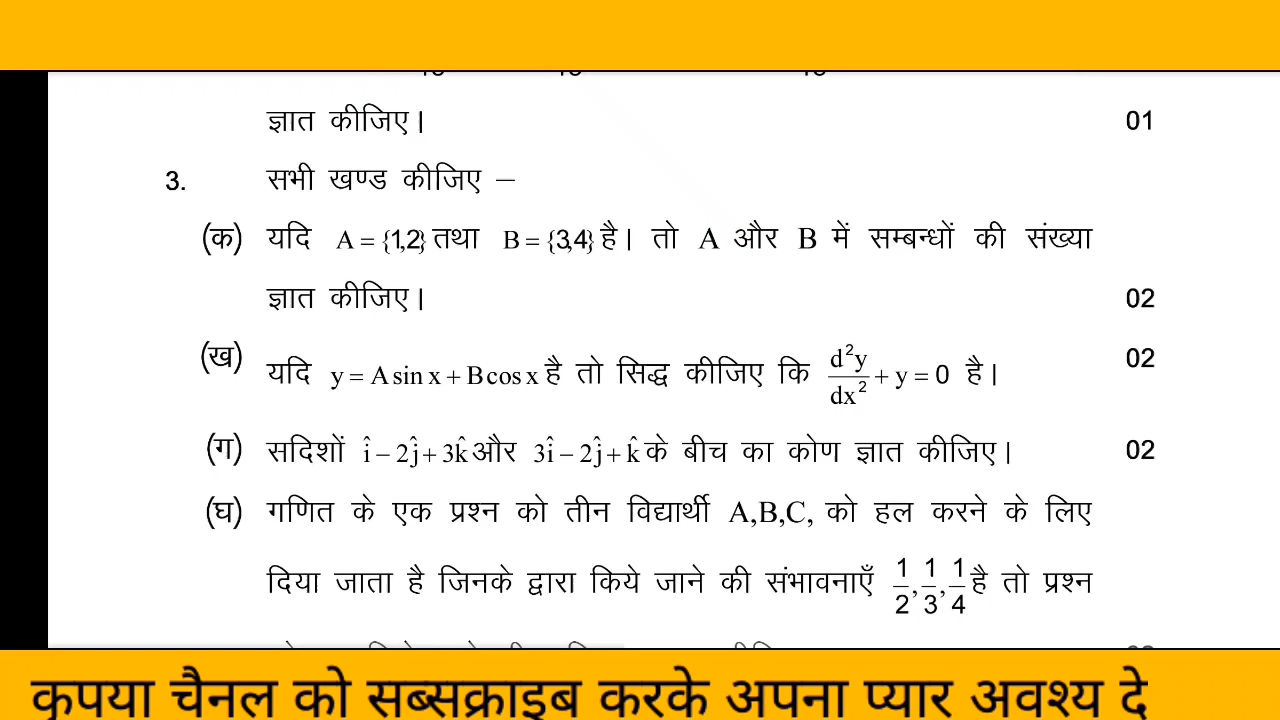 ज्ञात कीजिए। 01
3. सभी खण्ड कीजिए –
(क) यदि A = {1,2} तथा B = {3,4} है। तो A और B में सम्बन्धों की संख्या
ज्ञात कीजिए। 02
(ख) यदि y = A sin x + B cos x है तो सिद्ध कीजिए कि d²y/dx² + y = 0 है। 02
(ग) सदिशों î – 2ĵ + 3k̂ और 3î – 2ĵ + k̂ के बीच का कोण ज्ञात कीजिए। 02
(घ) गणित के एक प्रश्न को तीन विद्यार्थी A,B,C, को हल करने के लिए
दिया जाता है जिनके द्वारा किये जाने की संभावनाएँ 1/2, 1/3, 1/4 है तो प्रश्न
कृपया चैनल को सब्सक्राइब करके अपना प्यार अवश्य दे